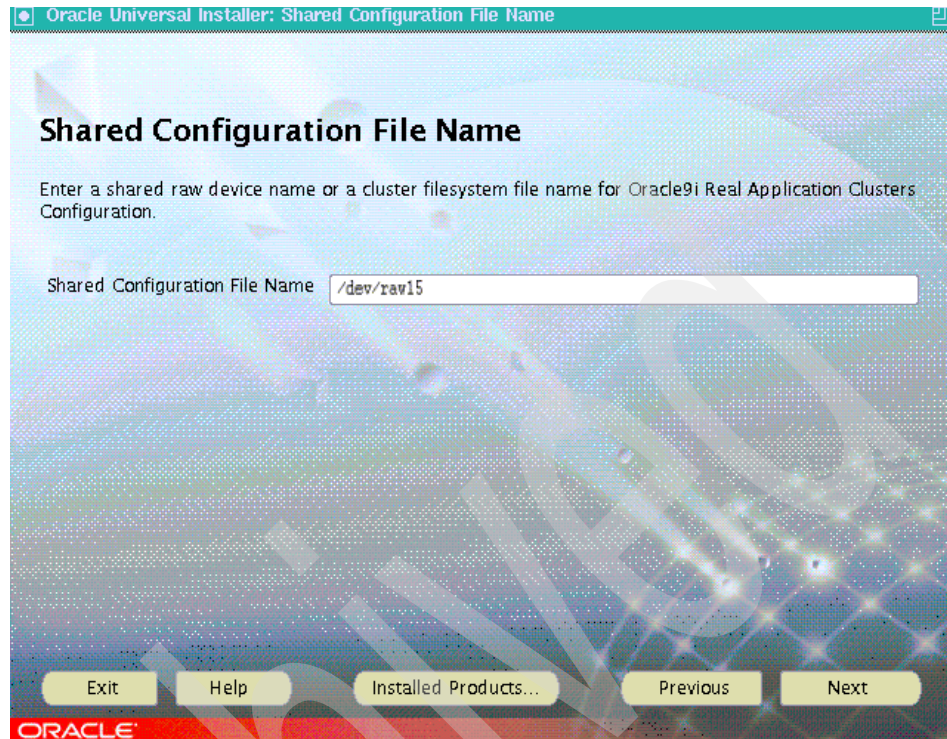 Oracle Universal Installer: Shared Configuration File Name
Shared Configuration File Name
Enter a shared raw device name or a cluster filesystem file name for Oracle9i Real Application Clusters
Configuration.
Shared Configuration File Name /dev/raw15
Exit Help Installed Products... Previous Next
ORACLE